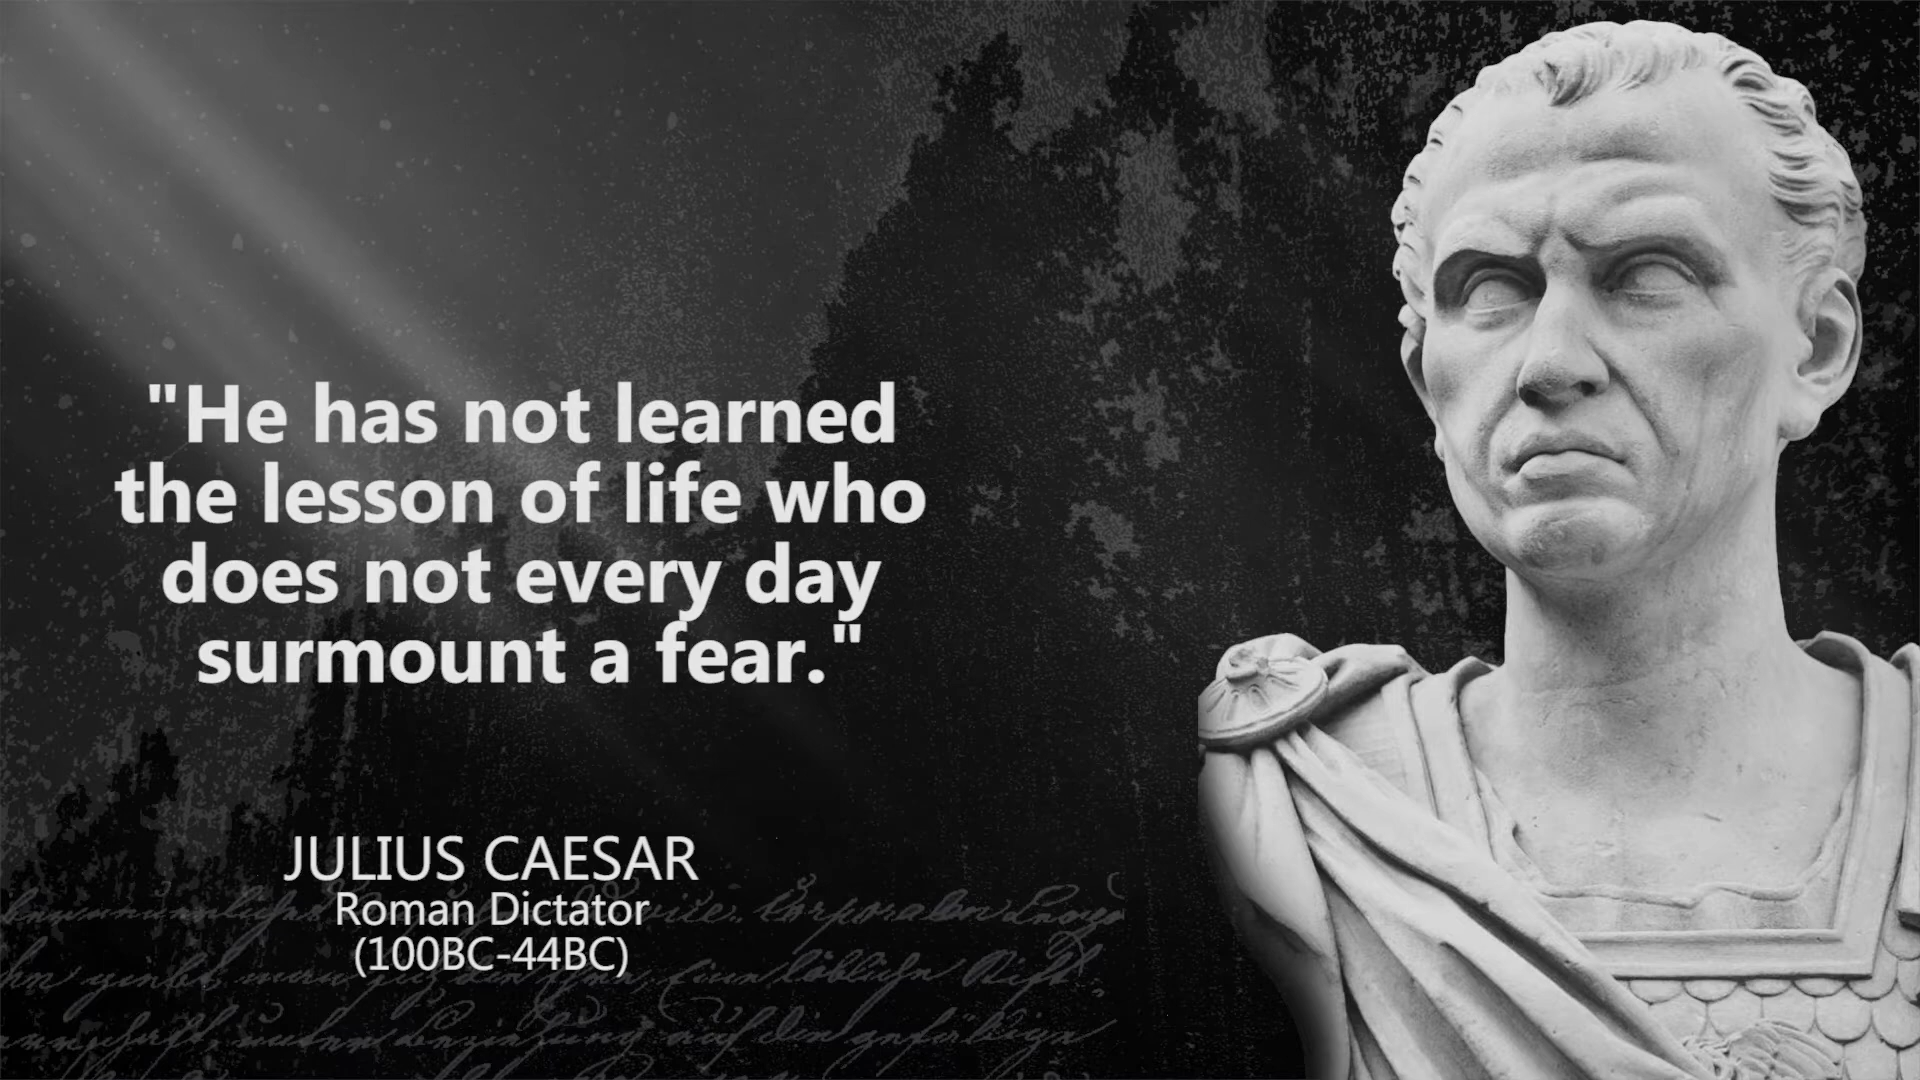 "He has not learned
the lesson of life who
does not every day
surmount a fear."
JULIUS CAESAR
Roman Dictator
(100BC-44BC)